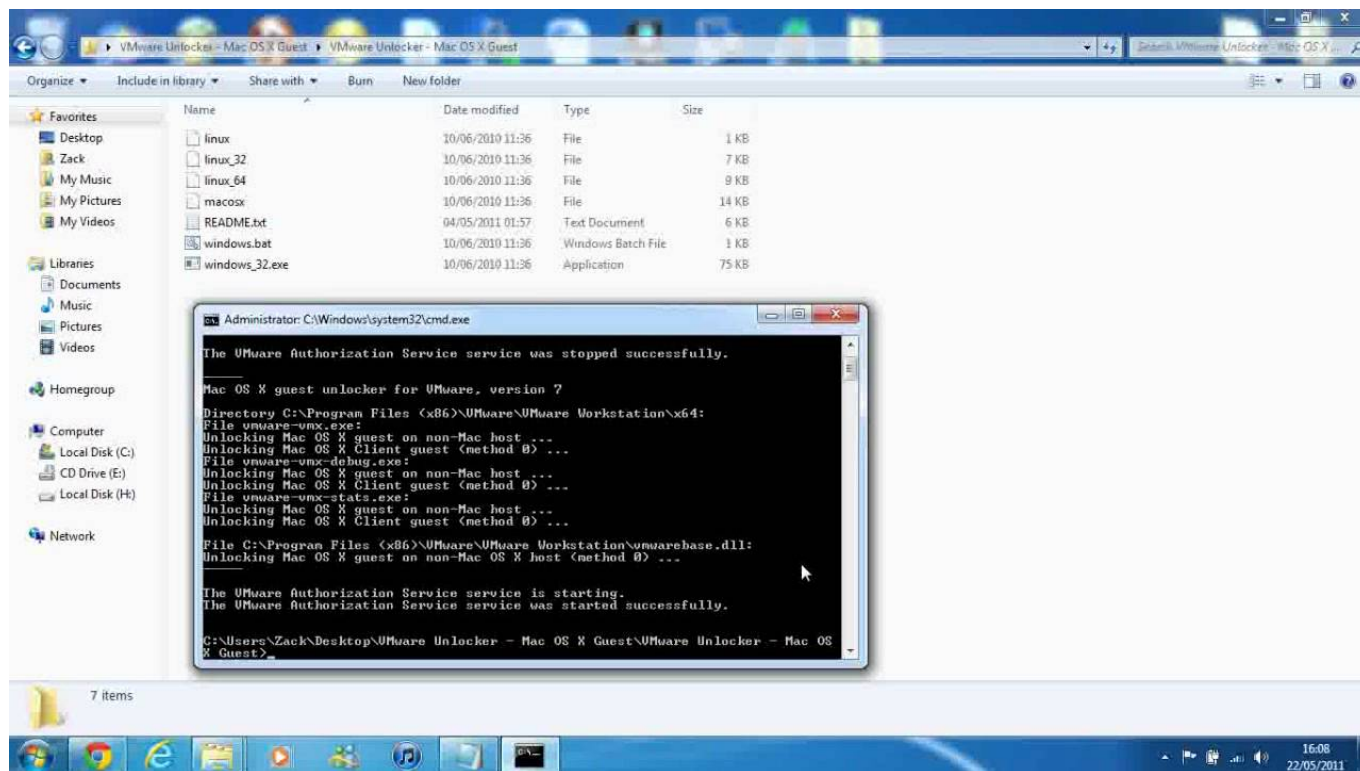 VMware Unlocker - Mac OS X Guest VMware Unlocker - Mac OS X Guest
Search VMware Unlocker - Mac OS X ...
Organize Include in library Share with Burn New folder
Name Date modified Type Size
Favorites
Desktop
Zack
My Music
My Pictures
My Videos
Libraries
Documents
Music
Pictures
Videos
Homegroup
Computer
Local Disk (C:)
CD Drive (E:)
Local Disk (H:)
Network
linux 10/06/2010 11:36 File 1 KB
linux_32 10/06/2010 11:36 File 7 KB
linux_64 10/06/2010 11:36 File 9 KB
macosx 10/06/2010 11:36 File 14 KB
README.txt 04/05/2011 01:57 Text Document 6 KB
windows.bat 10/06/2010 11:36 Windows Batch File 1 KB
windows_32.exe 10/06/2010 11:36 Application 75 KB
Administrator: C:\Windows\system32\cmd.exe
The VMware Authorization Service service was stopped successfully.
Mac OS X guest unlocker for VMware, version 7
Directory C:\Program Files (x86)\VMware\VMware Workstation\x64:
File vmware-vmx.exe:
Unlocking Mac OS X guest on non-Mac host ...
Unlocking Mac OS X Client guest (method 0) ...
File vmware-vmx-debug.exe:
Unlocking Mac OS X guest on non-Mac host ...
Unlocking Mac OS X Client guest (method 0) ...
File vmware-vmx-stats.exe:
Unlocking Mac OS X guest on non-Mac host ...
Unlocking Mac OS X Client guest (method 0) ...
File C:\Program Files (x86)\VMware\VMware Workstation\vmwarebase.dll:
Unlocking Mac OS X guest on non-Mac OS X host (method 0) ...
The VMware Authorization Service service is starting.
The VMware Authorization Service service was started successfully.
C:\Users\Zack\Desktop\VMware Unlocker - Mac OS X Guest\VMware Unlocker - Mac OS
X Guest>_
7 items
16:08
22/05/2011